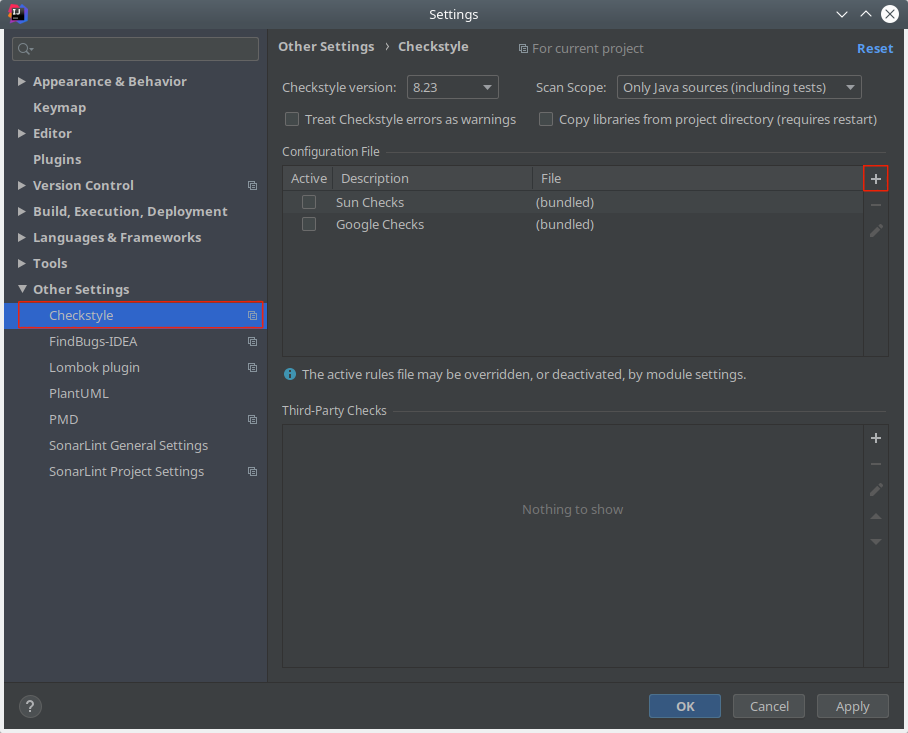 Settings
Other Settings › Checkstyle
For current project
Reset
Appearance & Behavior
Keymap
Editor
Plugins
Version Control
Build, Execution, Deployment
Languages & Frameworks
Tools
Other Settings
Checkstyle
FindBugs-IDEA
Lombok plugin
PlantUML
PMD
SonarLint General Settings
SonarLint Project Settings
Checkstyle version: 8.23
Scan Scope: Only Java sources (including tests)
Treat Checkstyle errors as warnings
Copy libraries from project directory (requires restart)
Configuration File
Active Description File
Sun Checks (bundled)
Google Checks (bundled)
The active rules file may be overridden, or deactivated, by module settings.
Third-Party Checks
Nothing to show
?
OK
Cancel
Apply